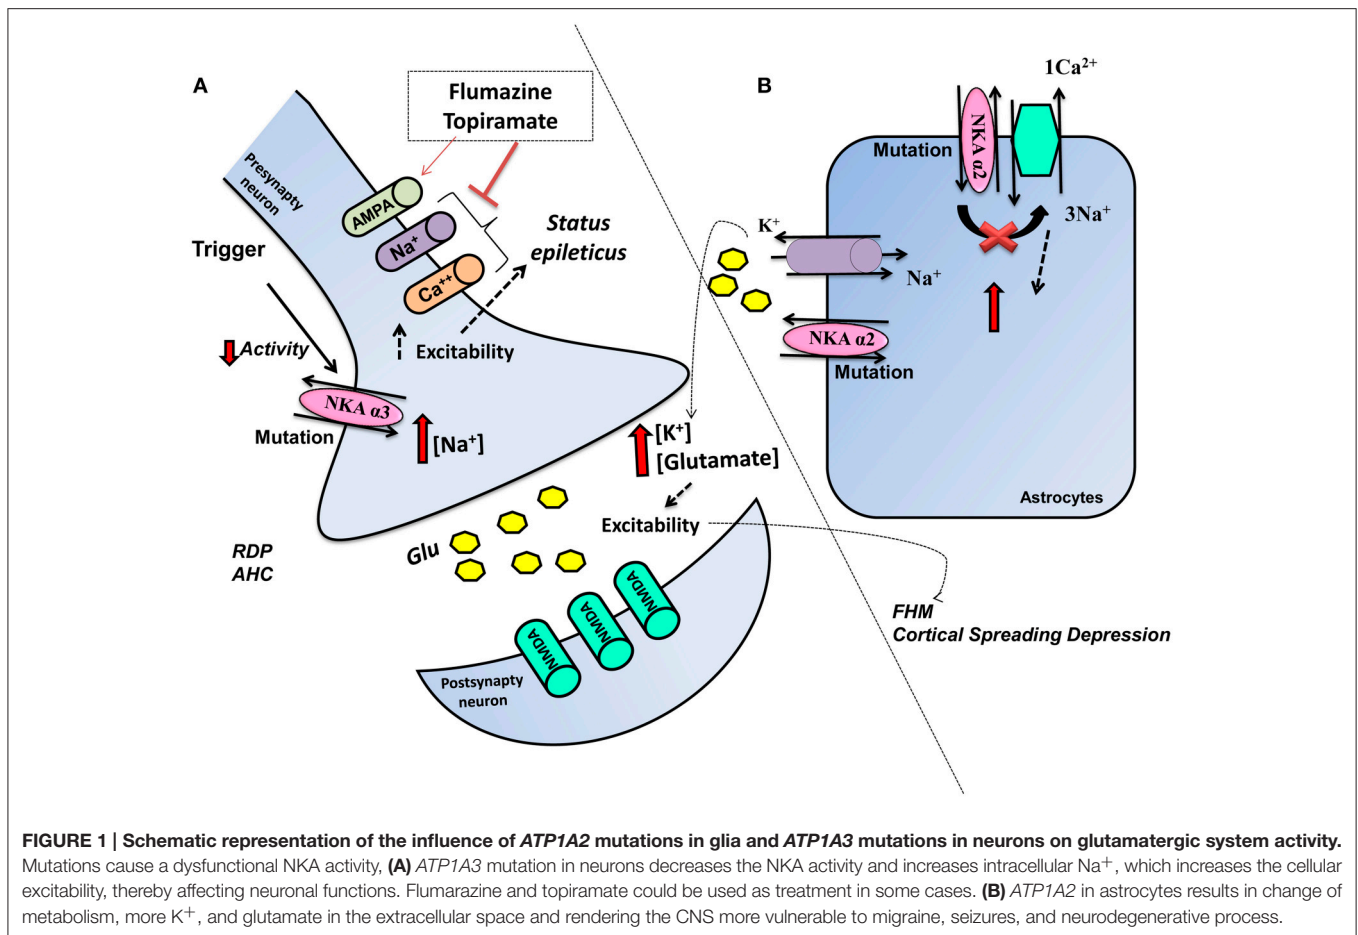 A
Flumazine
Topiramate
Presynapty
neuron
AMPA
Na⁺
Ca⁺⁺
Status
epileticus
Trigger
Activity
Excitability
NKA α3
Mutation
[Na⁺]
[K⁺]
[Glutamate]
Excitability
RDP
AHC
Glu
NMDA
NMDA
NMDA
Postsynapty
neuron
B
1Ca²⁺
Mutation
NKA α2
3Na⁺
K⁺
Na⁺
NKA α2
Mutation
Astrocytes
FHM
Cortical Spreading Depression
FIGURE 1 | Schematic representation of the influence of ATP1A2 mutations in glia and ATP1A3 mutations in neurons on glutamatergic system activity.
Mutations cause a dysfunctional NKA activity, (A) ATP1A3 mutation in neurons decreases the NKA activity and increases intracellular Na⁺, which increases the cellular
excitability, thereby affecting neuronal functions. Flumarazine and topiramate could be used as treatment in some cases. (B) ATP1A2 in astrocytes results in change of
metabolism, more K⁺, and glutamate in the extracellular space and rendering the CNS more vulnerable to migraine, seizures, and neurodegenerative process.